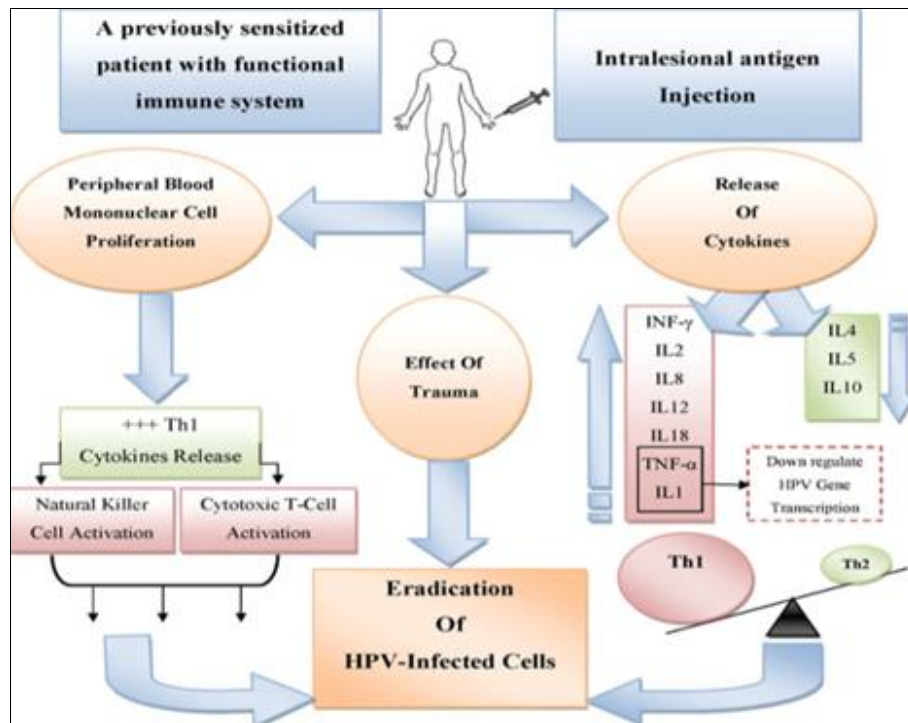 A previously sensitized
patient with functional
immune system
Intralesional antigen
Injection
Peripheral Blood
Mononuclear Cell
Proliferation
Release
Of
Cytokines
Effect Of
Trauma
INF-γ
IL2
IL8
IL12
IL18
TNF-α
IL1
IL4
IL5
IL10
+++ Th1
Cytokines Release
Natural Killer
Cell Activation
Cytotoxic T-Cell
Activation
Down regulate
HPV Gene
Transcription
Th1
Th2
Eradication
Of
HPV-Infected Cells